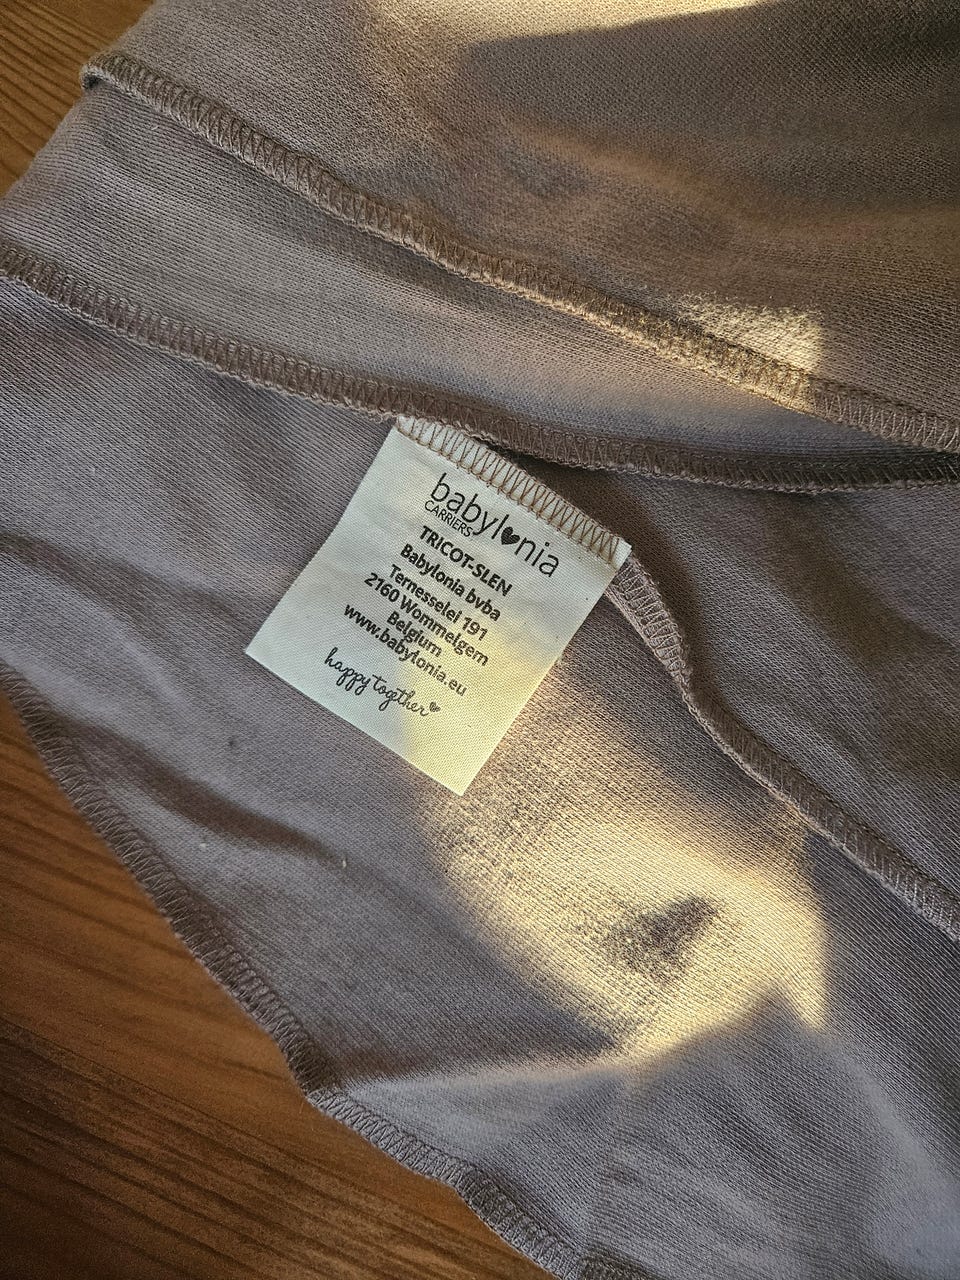 babylonia
CARRIERS
TRICOT-SLEN
Babylonia bvba
Ternesselei 191
2160 Wommelgem
Belgium
www.babylonia.eu
happy together